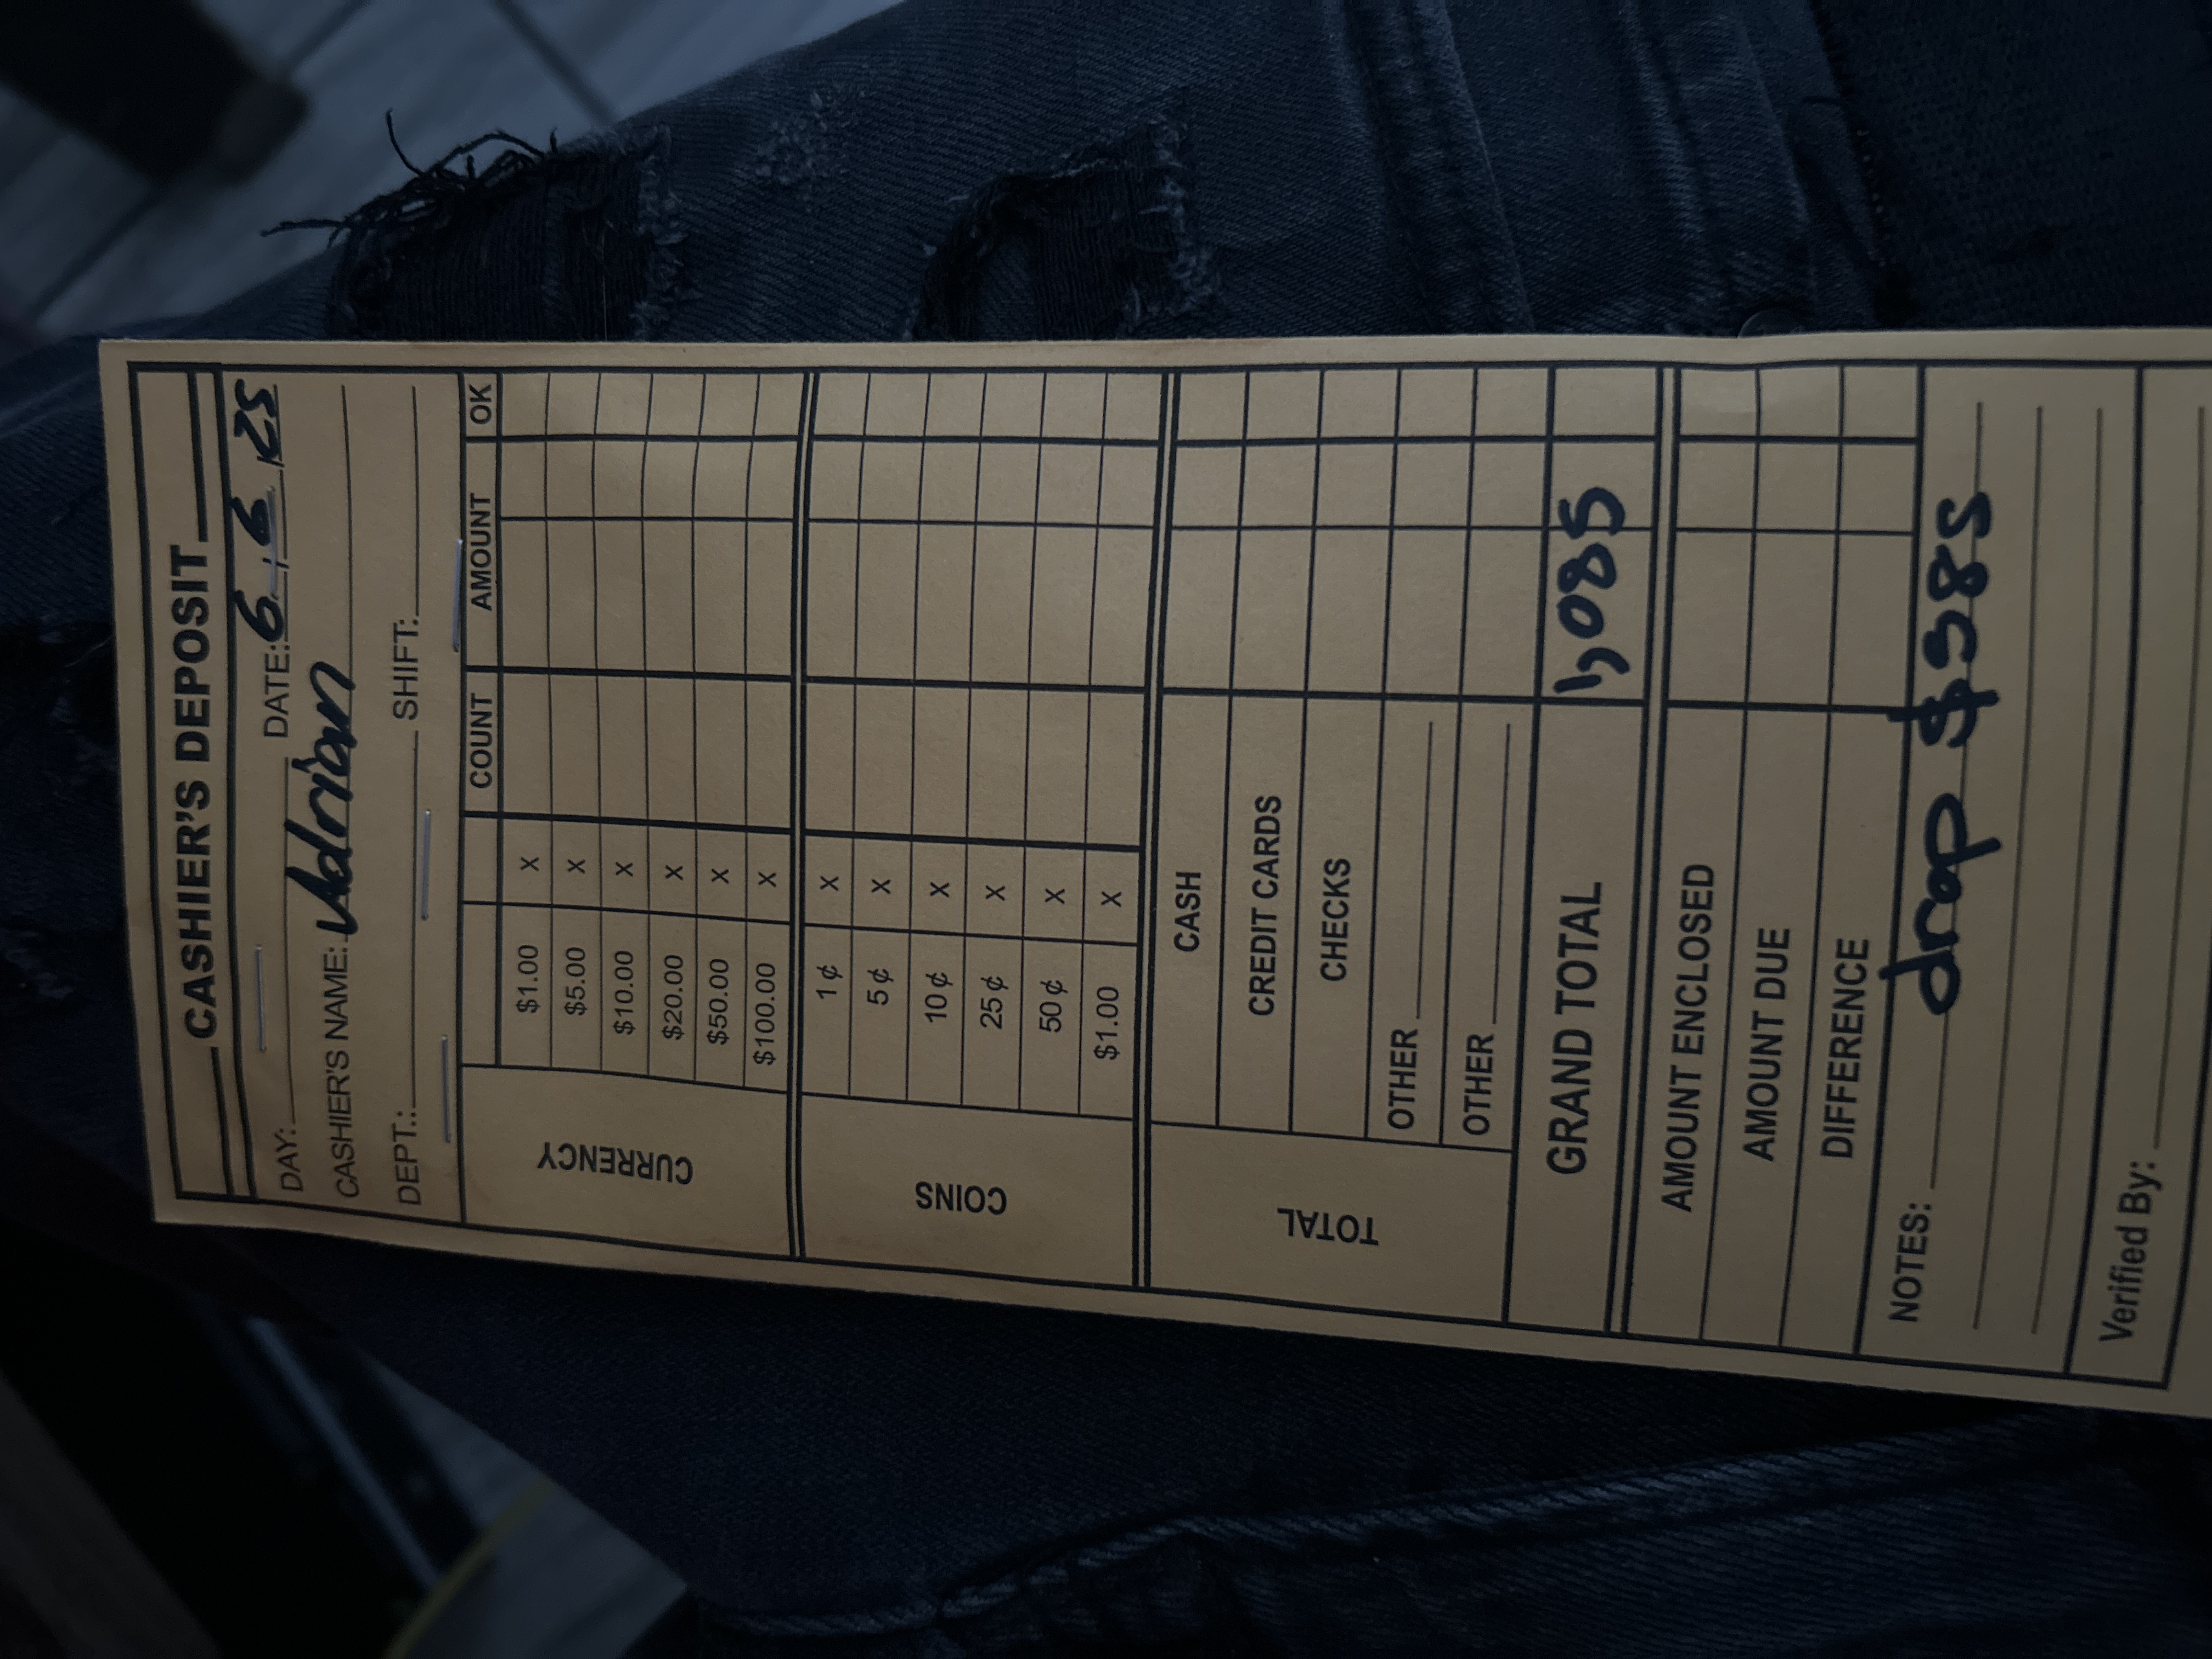 CASHIER'S DEPOSIT
DAY: DATE: 6, 6, 25
CASHIER'S NAME: Adrian
DEPT.: SHIFT:
COUNT AMOUNT OK
CURRENCY
$1.00 X
$5.00 X
$10.00 X
$20.00 X
$50.00 X
$100.00 X
COINS
1¢ X
5¢ X
10¢ X
25¢ X
50¢ X
$1.00 X
TOTAL
CASH
CREDIT CARDS
CHECKS
OTHER
OTHER
GRAND TOTAL 1,085
AMOUNT ENCLOSED
AMOUNT DUE
DIFFERENCE
NOTES: drop $385
Verified By: